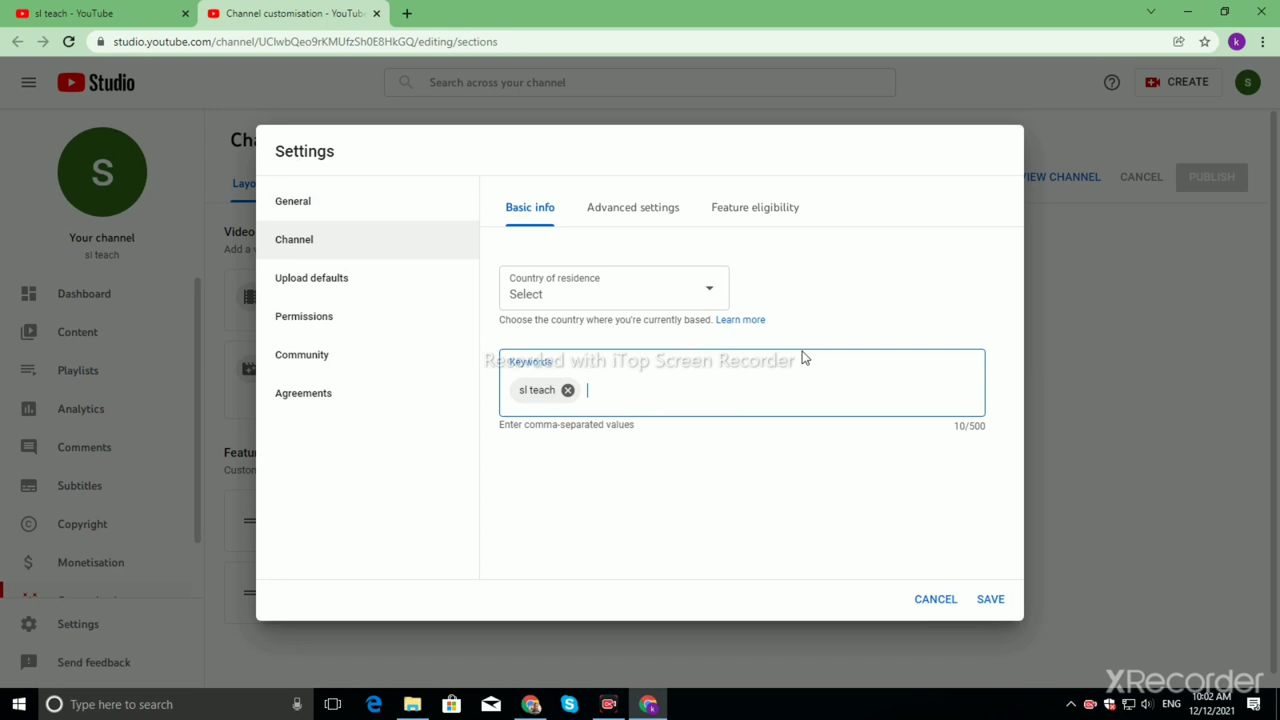 sl teach - YouTube
Channel customisation - YouTube
studio.youtube.com/channel/UClwbQeo9rKMUfzSh0E8HkGQ/editing/sections
Studio
Search across your channel
CREATE
S
S
Your channel
sl teach
Dashboard
Content
Playlists
Analytics
Comments
Subtitles
Copyright
Monetisation
Settings
Send feedback
VIEW CHANNEL
CANCEL
PUBLISH
Settings
General
Channel
Upload defaults
Permissions
Community
Agreements
Basic info
Advanced settings
Feature eligibility
Country of residence
Select
Choose the country where you're currently based. Learn more
Keywords
Recorded with iTop Screen Recorder
sl teach
Enter comma-separated values
10/500
CANCEL
SAVE
XRecorder
Type here to search
ENG
10:02 AM
12/12/2021